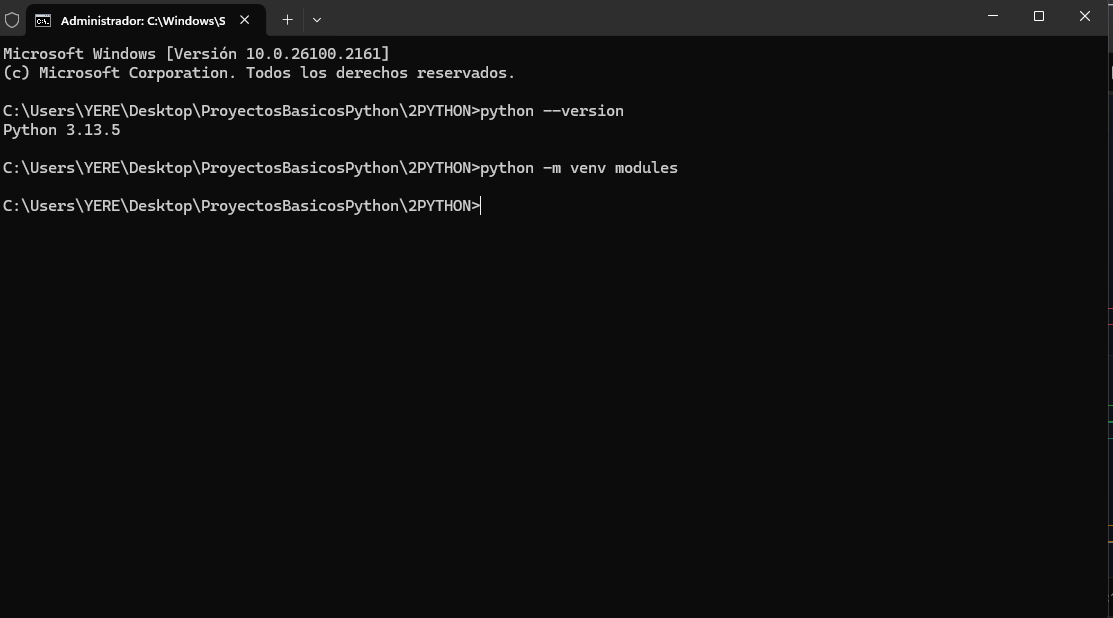 Administrador: C:\Windows\S
Microsoft Windows [Versión 10.0.26100.2161]
(c) Microsoft Corporation. Todos los derechos reservados.
C:\Users\YERE\Desktop\ProyectosBasicosPython\2PYTHON>python --version
Python 3.13.5
C:\Users\YERE\Desktop\ProyectosBasicosPython\2PYTHON>python -m venv modules
C:\Users\YERE\Desktop\ProyectosBasicosPython\2PYTHON>